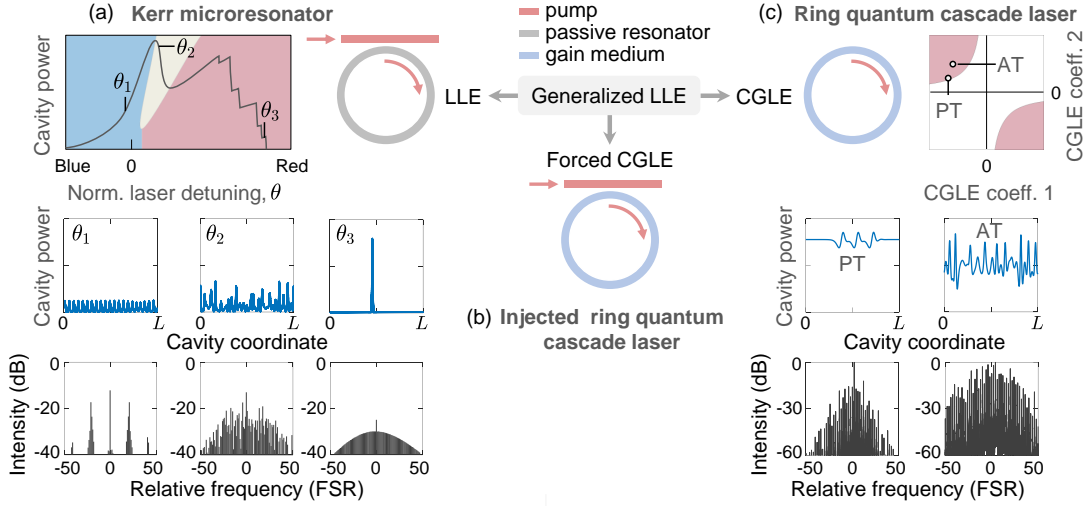 (a) Kerr microresonator
Cavity power
θ1
θ2
θ3
Blue
0
Red
Norm. laser detuning, θ
pump
passive resonator
gain medium
LLE
Generalized LLE
CGLE
Forced CGLE
(b) Injected ring quantum
cascade laser
(c) Ring quantum cascade laser
AT
PT
0
0
CGLE coeff. 2
CGLE coeff. 1
Cavity power
θ1
θ2
θ3
0
L
0
L
0
L
Cavity coordinate
Intensity (dB)
0
-20
-40
-50
0
50
0
-20
-40
-50
0
50
0
-20
-40
-50
0
50
Relative frequency (FSR)
Cavity power
PT
AT
0
L
0
L
Cavity coordinate
Intensity (dB)
0
-30
-60
-50
0
50
0
-30
-60
-50
0
50
Relative frequency (FSR)